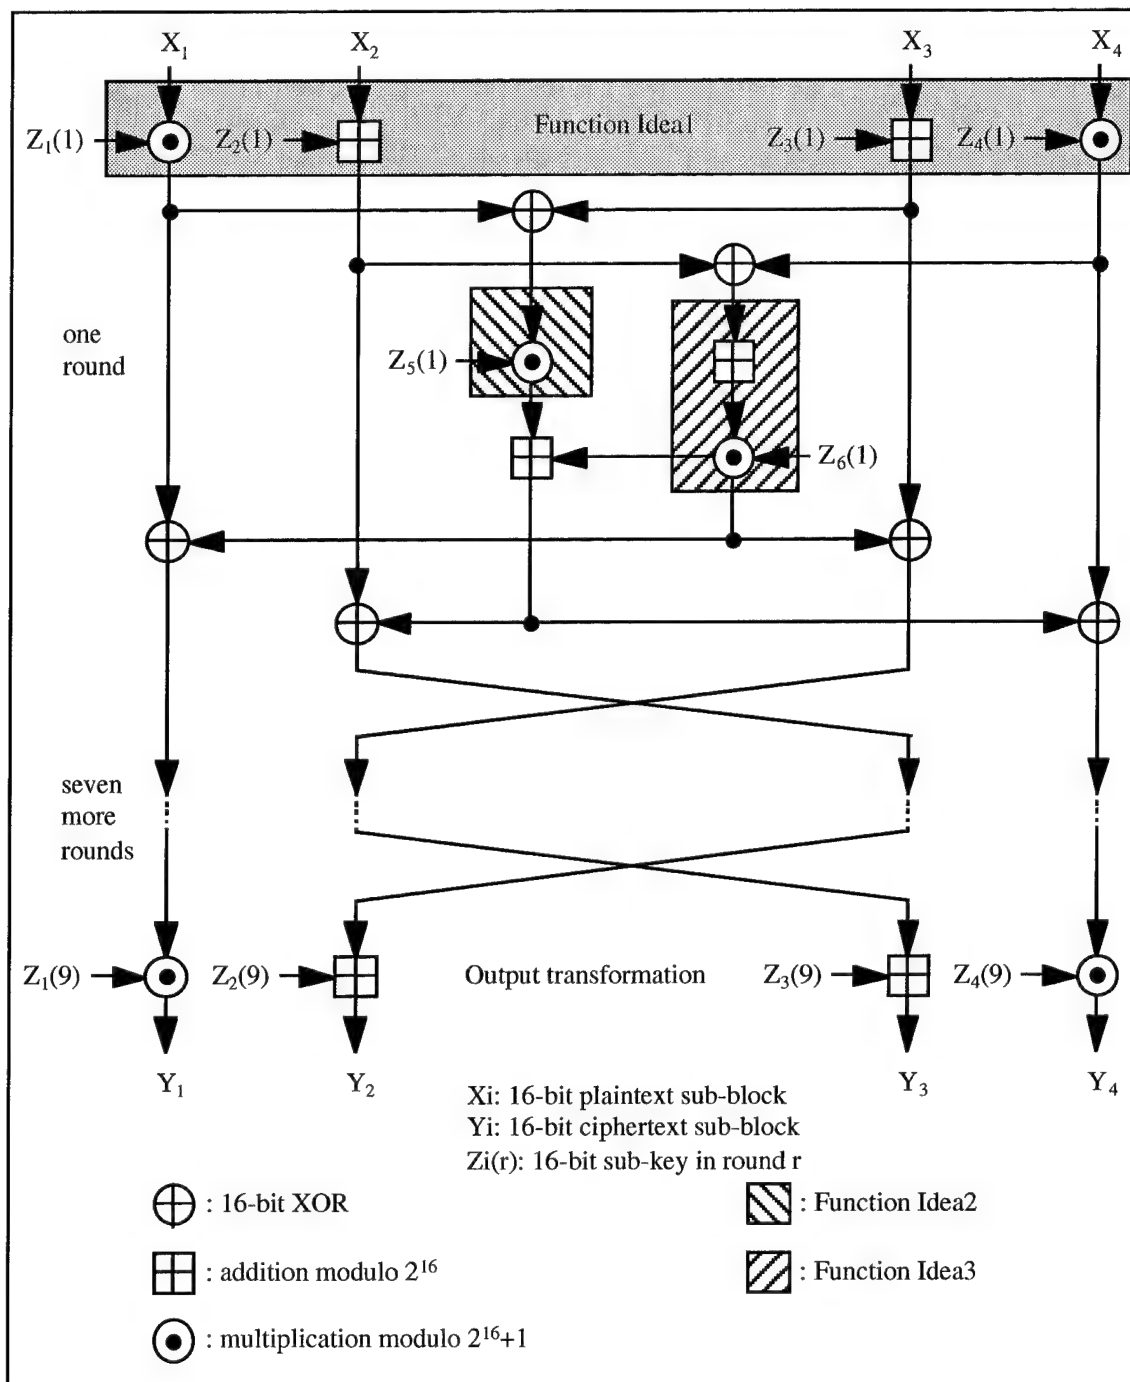 X1 X2 X3 X4
Z1(1) Z2(1) Function Idea1 Z3(1) Z4(1)
one
round
Z5(1)
Z6(1)
seven
more
rounds
Z1(9) Z2(9) Output transformation Z3(9) Z4(9)
Y1 Y2 Y3 Y4
Xi: 16-bit plaintext sub-block
Yi: 16-bit ciphertext sub-block
Zi(r): 16-bit sub-key in round r
: 16-bit XOR
: Function Idea2
: addition modulo 2^16
: Function Idea3
: multiplication modulo 2^16+1